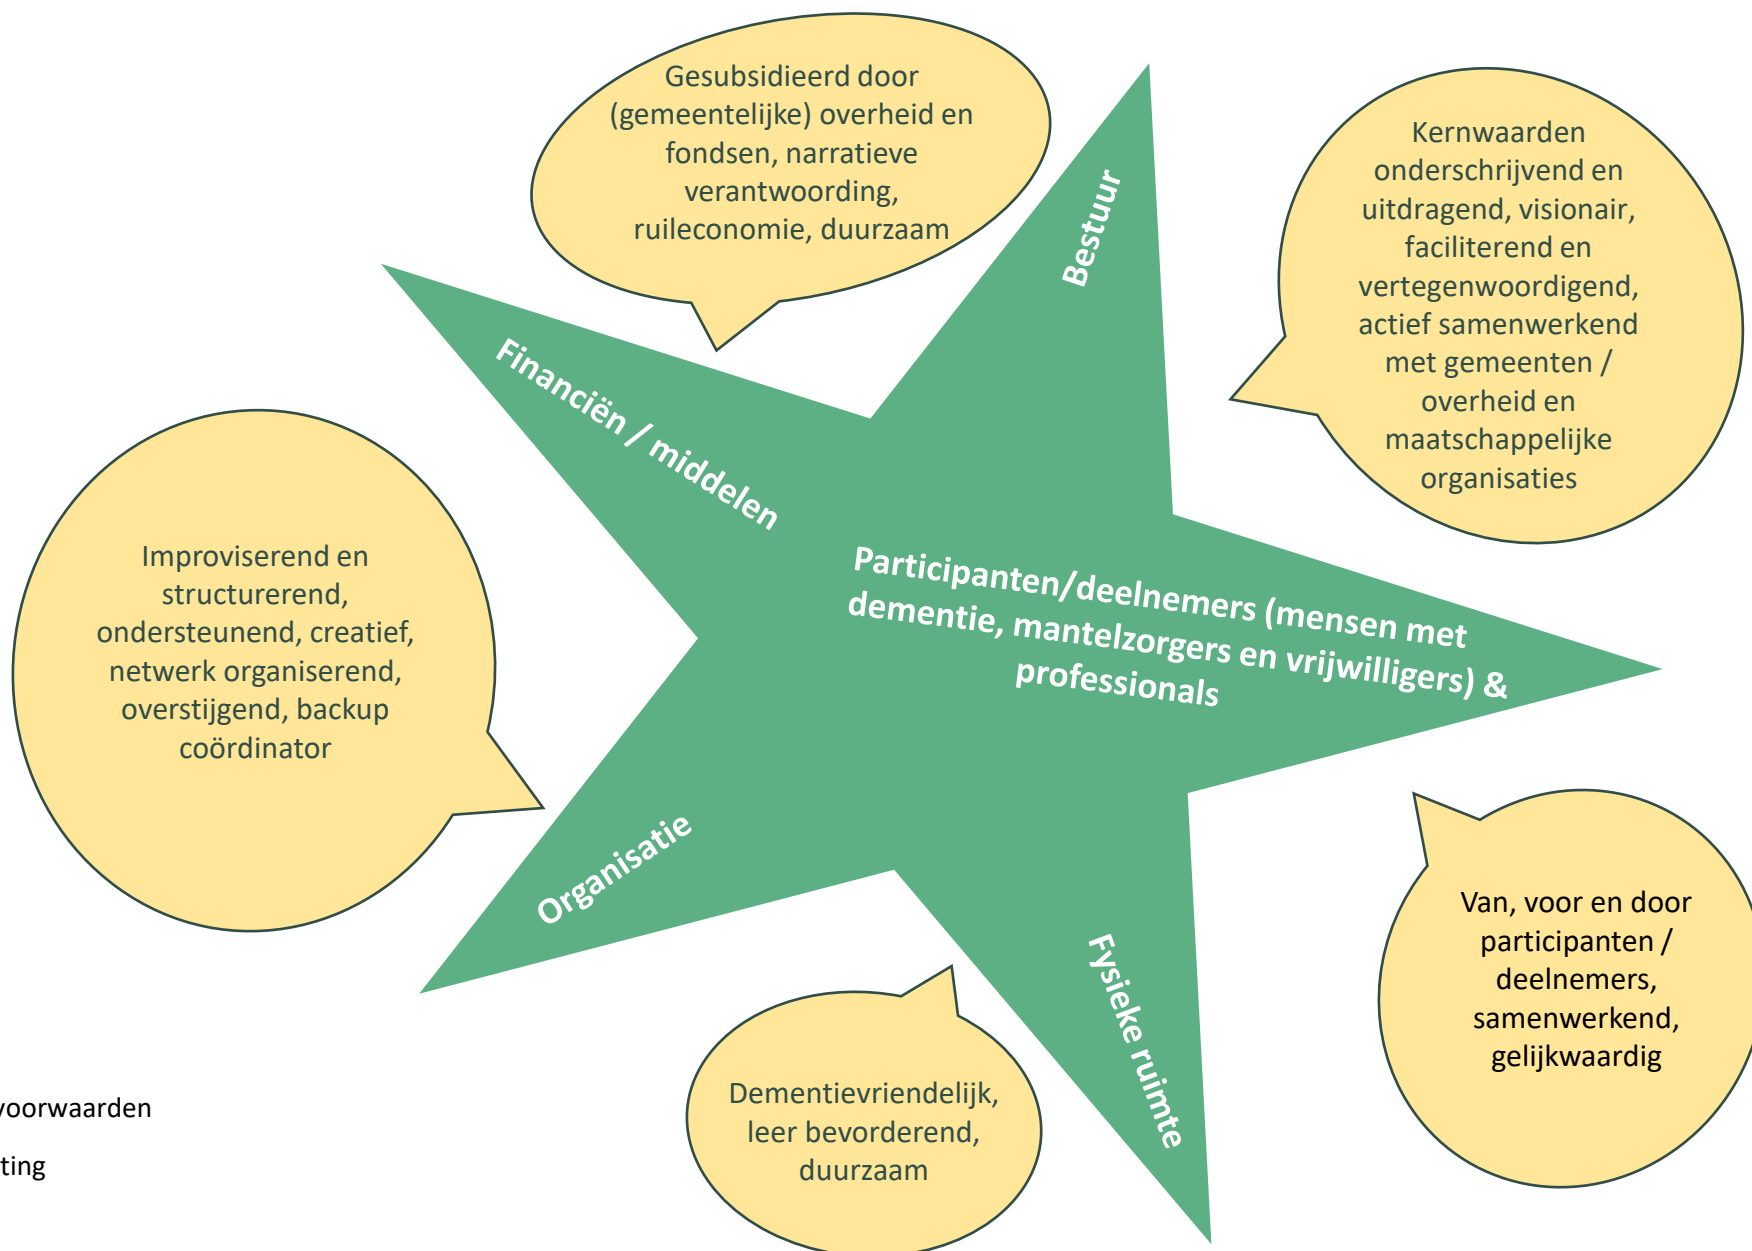 Gesubsidieerd door
(gemeentelijke) overheid en
fondsen, narratieve
verantwoording,
ruileconomie, duurzaam
Bestuur
Kernwaarden
onderschrijvend en
uitdragend, visionair,
faciliterend en
vertegenwoordigend,
actief samenwerkend
met gemeenten /
overheid en
maatschappelijke
organisaties
Financiën / middelen
Improviserend en
structurerend,
ondersteunend, creatief,
netwerk organiserend,
overstijgend, backup
coördinator
Participanten/deelnemers (mensen met
dementie, mantelzorgers en vrijwilligers) &
professionals
Organisatie
Fysieke ruimte
Van, voor en door
participanten /
deelnemers,
samenwerkend,
gelijkwaardig
Dementievriendelijk,
leer bevorderend,
duurzaam
voorwaarden
ting